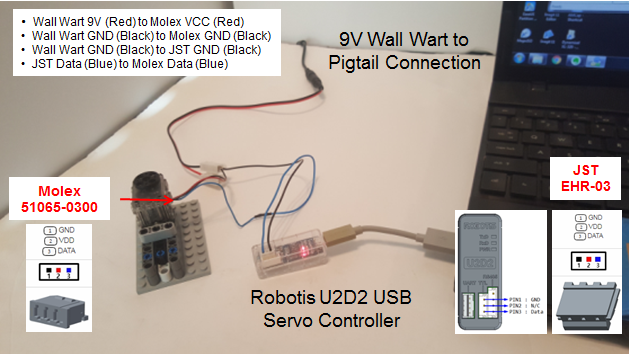 • Wall Wart 9V (Red) to Molex VCC (Red)
• Wall Wart GND (Black) to Molex GND (Black)
• Wall Wart GND (Black) to JST GND (Black)
• JST Data (Blue) to Molex Data (Blue)
9V Wall Wart to
Pigtail Connection
Molex
51065-0300
1 GND
2 VDD
3 DATA
1 2 3
JST
EHR-03
1 GND
2 VDD
3 DATA
1 2 3
UART TTL
PIN1 : GND
PIN2 : N/C
PIN3 : Data
Robotis U2D2 USB
Servo Controller